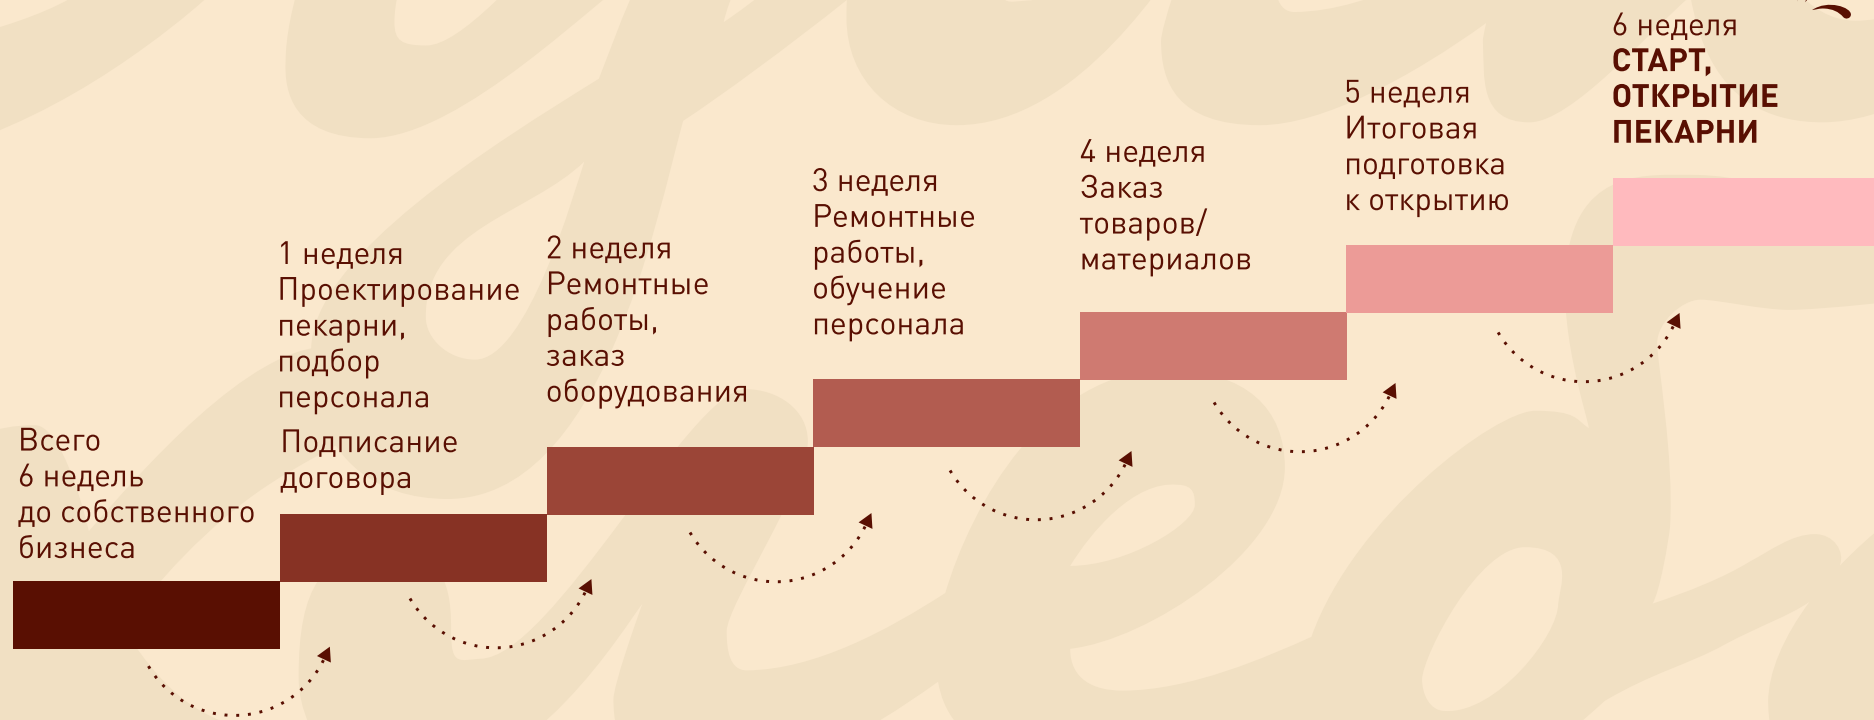 Всего
6 недель
до собственного
бизнеса
1 неделя
Проектирование
пекарни,
подбор
персонала
Подписание
договора
2 неделя
Ремонтные
работы,
заказ
оборудования
3 неделя
Ремонтные
работы,
обучение
персонала
4 неделя
Заказ
товаров/
материалов
5 неделя
Итоговая
подготовка
к открытию
6 неделя
СТАРТ,
ОТКРЫТИЕ
ПЕКАРНИ